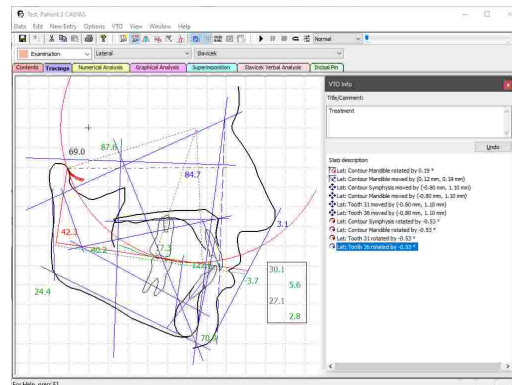 Test, Patient.3 CADIAS
Data Edit New Entry Options VTO View Window Help
Normal
Examination Lateral Slavicek
Contents Tracings Numerical Analysis Graphical Analysis Superimposition Slavicek Verbal Analysis Incisal Pin
VTO Info
Title/Comment:
Treatment
Undo
Step description
Lat: Contour Mandible rotated by 0.19 °
Lat: Contour Mandible moved by (0.12 mm, 0.19 mm)
Lat: Contour Symphysis moved by (-0.80 mm, 1.10 mm)
Lat: Contour Mandible moved by (-0.80 mm, 1.10 mm)
Lat: Tooth 31 moved by (-0.80 mm, 1.10 mm)
Lat: Tooth 36 moved by (-0.80 mm, 1.10 mm)
Lat: Contour Symphysis rotated by -0.53 °
Lat: Contour Mandible rotated by -0.53 °
Lat: Tooth 31 rotated by -0.53 °
Lat: Tooth 36 rotated by -0.53 °
87.6
69.0
84.7
3.1
42.3
40.2
-3.7
24.4
30.1
5.6
27.1
2.8
For Help, press F1